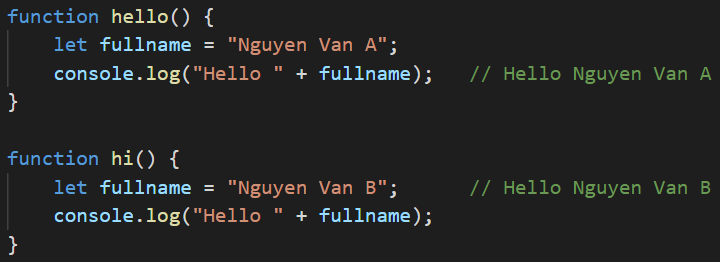 function hello() {
    let fullname = "Nguyen Van A";
    console.log("Hello " + fullname);   // Hello Nguyen Van A
}

function hi() {
    let fullname = "Nguyen Van B";      // Hello Nguyen Van B
    console.log("Hello " + fullname);
}